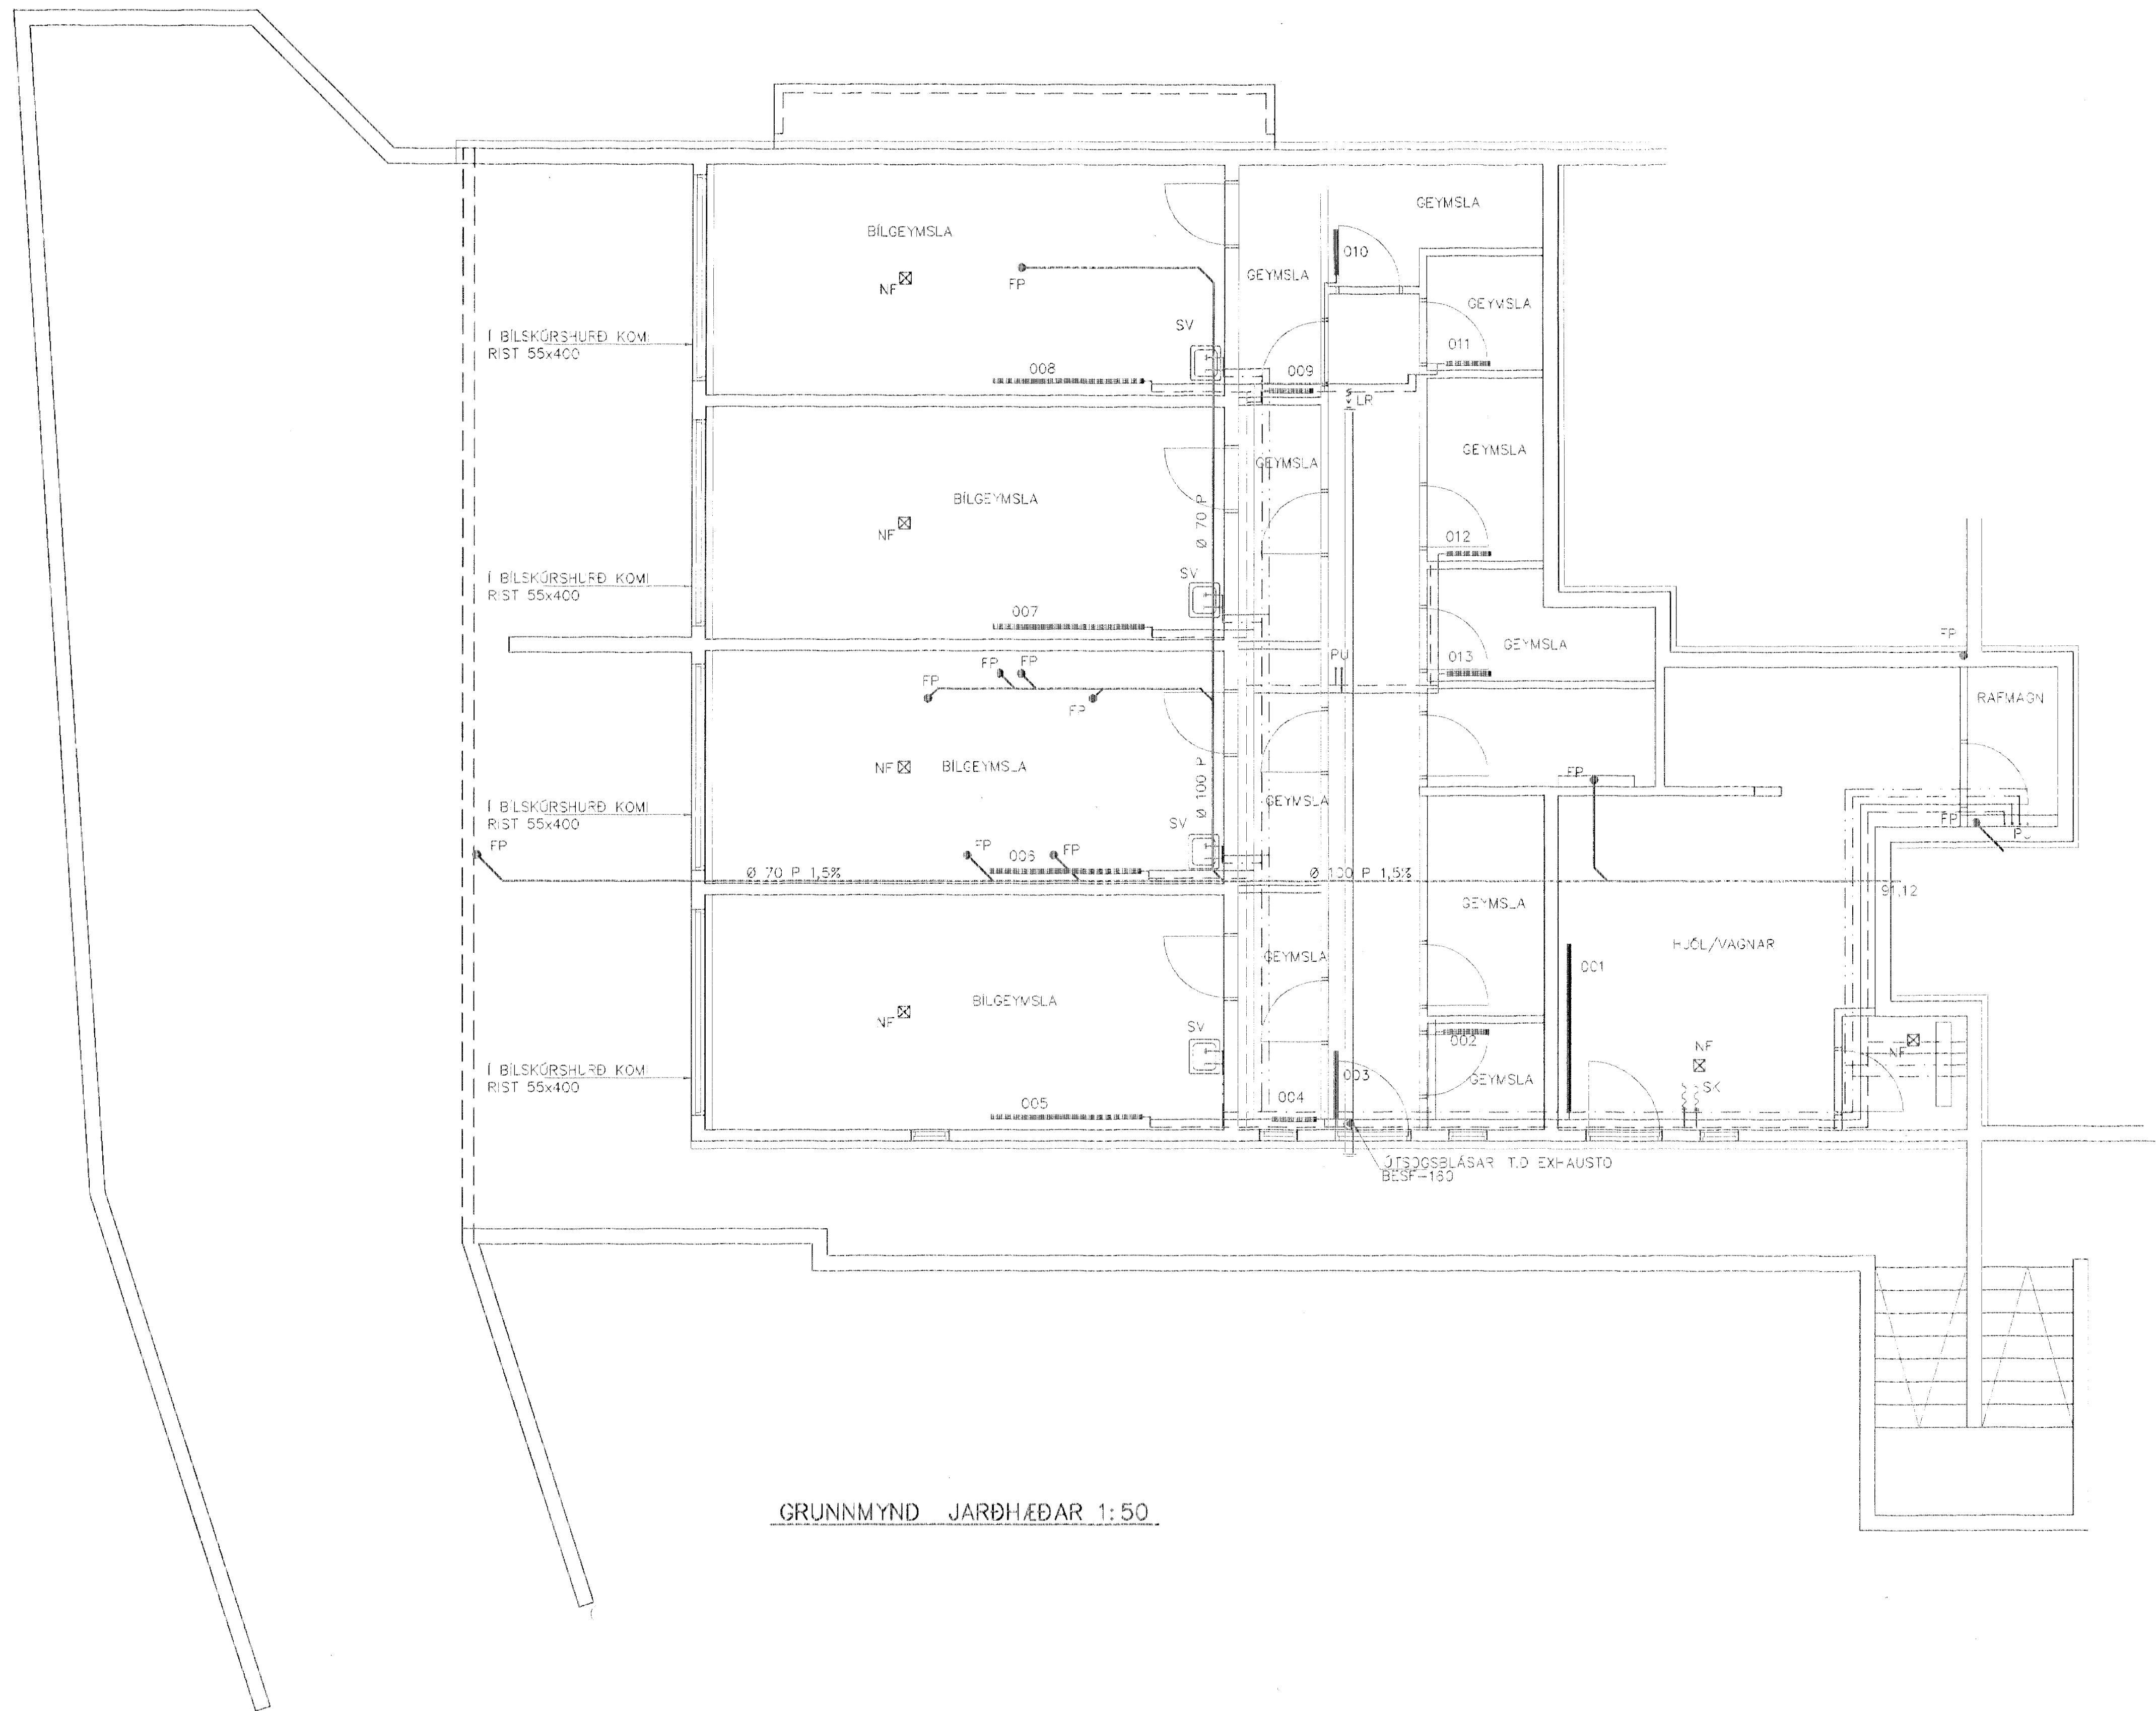 GEYMSLA
BÍLGEYMSLA
010
GEYMSLA
NF
FP
GEYMSLA
SV
Í BÍLSKÚRSHURÐ KOMI
RIST 55x400
011
008
009
LR
GEYMSLA
GEYMSLA
BÍLGEYMSLA
Ø 70 P
NF
012
SV
Í BÍLSKÚRSHURÐ KOMI
RIST 55x400
007
GEYMSLA
FP
PU
013
FP
FP
FP
FP
RAFMAGN
NF
BÍLGEYMSLA
Ø 100 P
FP
GEYMSLA
Í BÍLSKÚRSHURÐ KOMI
RIST 55x400
SV
FP
PU
FP
FP
FP
006
Ø 70 P 1,5%
Ø 100 P 1,5%
91,12
GEYMSLA
HJÓL/VAGNAR
GEYMSLA
001
BÍLGEYMSLA
NF
SV
002
NF
NF
Í BÍLSKÚRSHURÐ KOMI
RIST 55x400
003
GEYMSLA
SK
005
004
ÚTSOGSBLÁSARI T.D EXHAUSTO
BESF-160
GRUNNMYND JARÐHÆÐAR 1:50